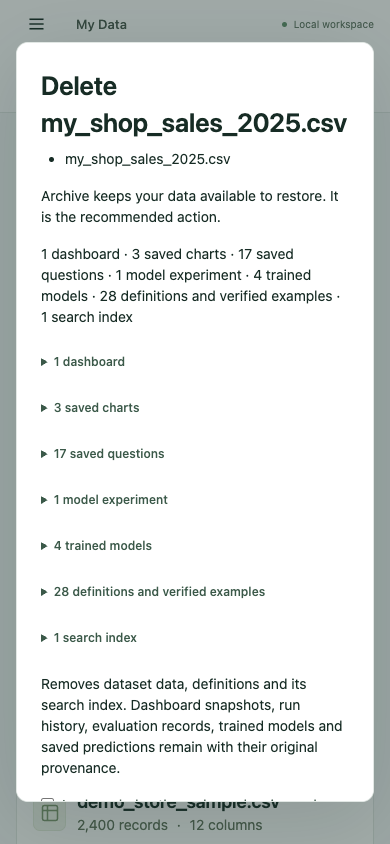 My Data
Local workspace
Delete
my_shop_sales_2025.csv
• my_shop_sales_2025.csv
Archive keeps your data available to restore. It
is the recommended action.
1 dashboard · 3 saved charts · 17 saved
questions · 1 model experiment · 4 trained
models · 28 definitions and verified examples ·
1 search index
1 dashboard
3 saved charts
17 saved questions
1 model experiment
4 trained models
28 definitions and verified examples
1 search index
Removes dataset data, definitions and its
search index. Dashboard snapshots, run
history, evaluation records, trained models and
saved predictions remain with their original
provenance.
demo_store_sample.csv
2,400 records · 12 columns